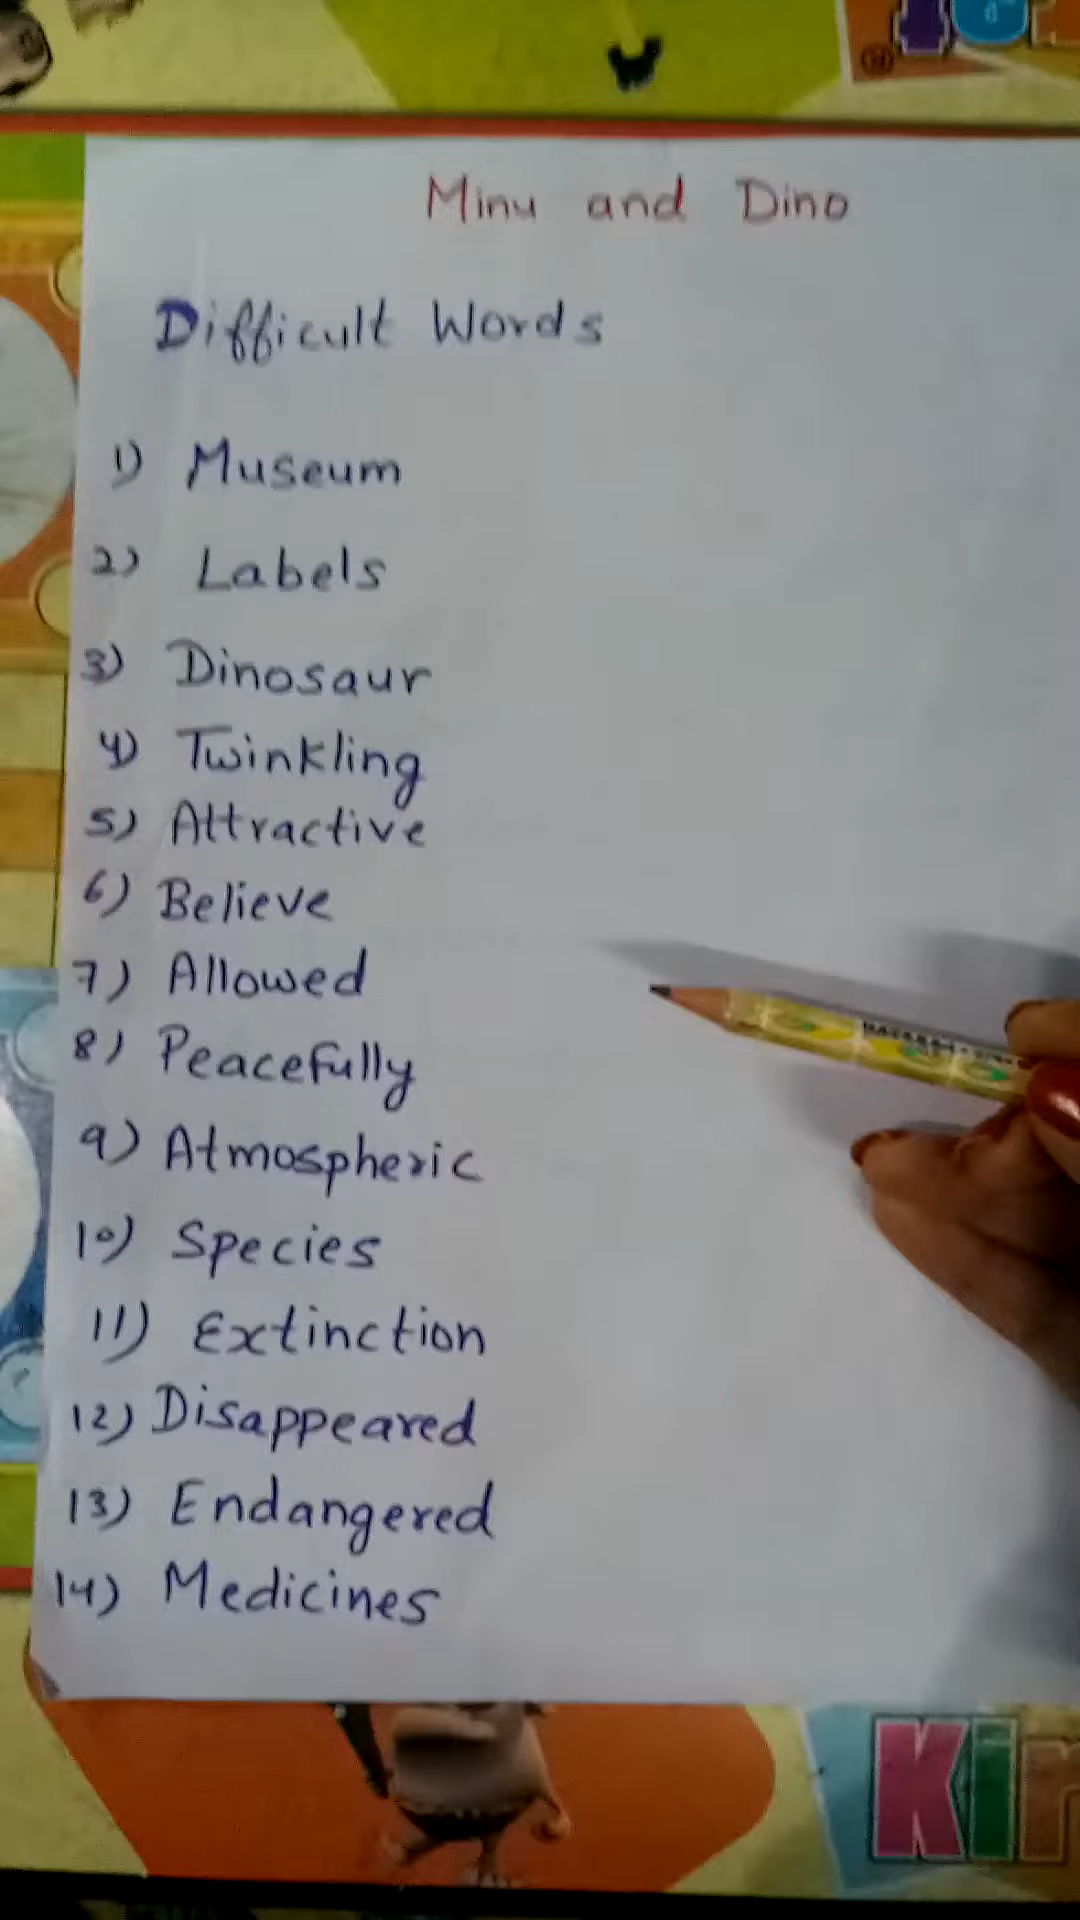 Minu and Dino
Difficult Words
1) Museum
2) Labels
3) Dinosaur
4) Twinkling
5) Attractive
6) Believe
7) Allowed
8) Peacefully
9) Atmospheric
10) Species
11) Extinction
12) Disappeared
13) Endangered
14) Medicines